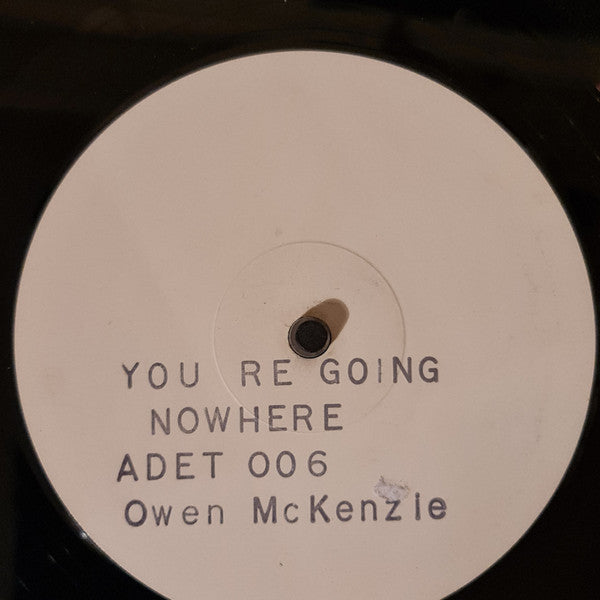 YOU RE GOING
NOWHERE
ADET 006
Owen McKenzie